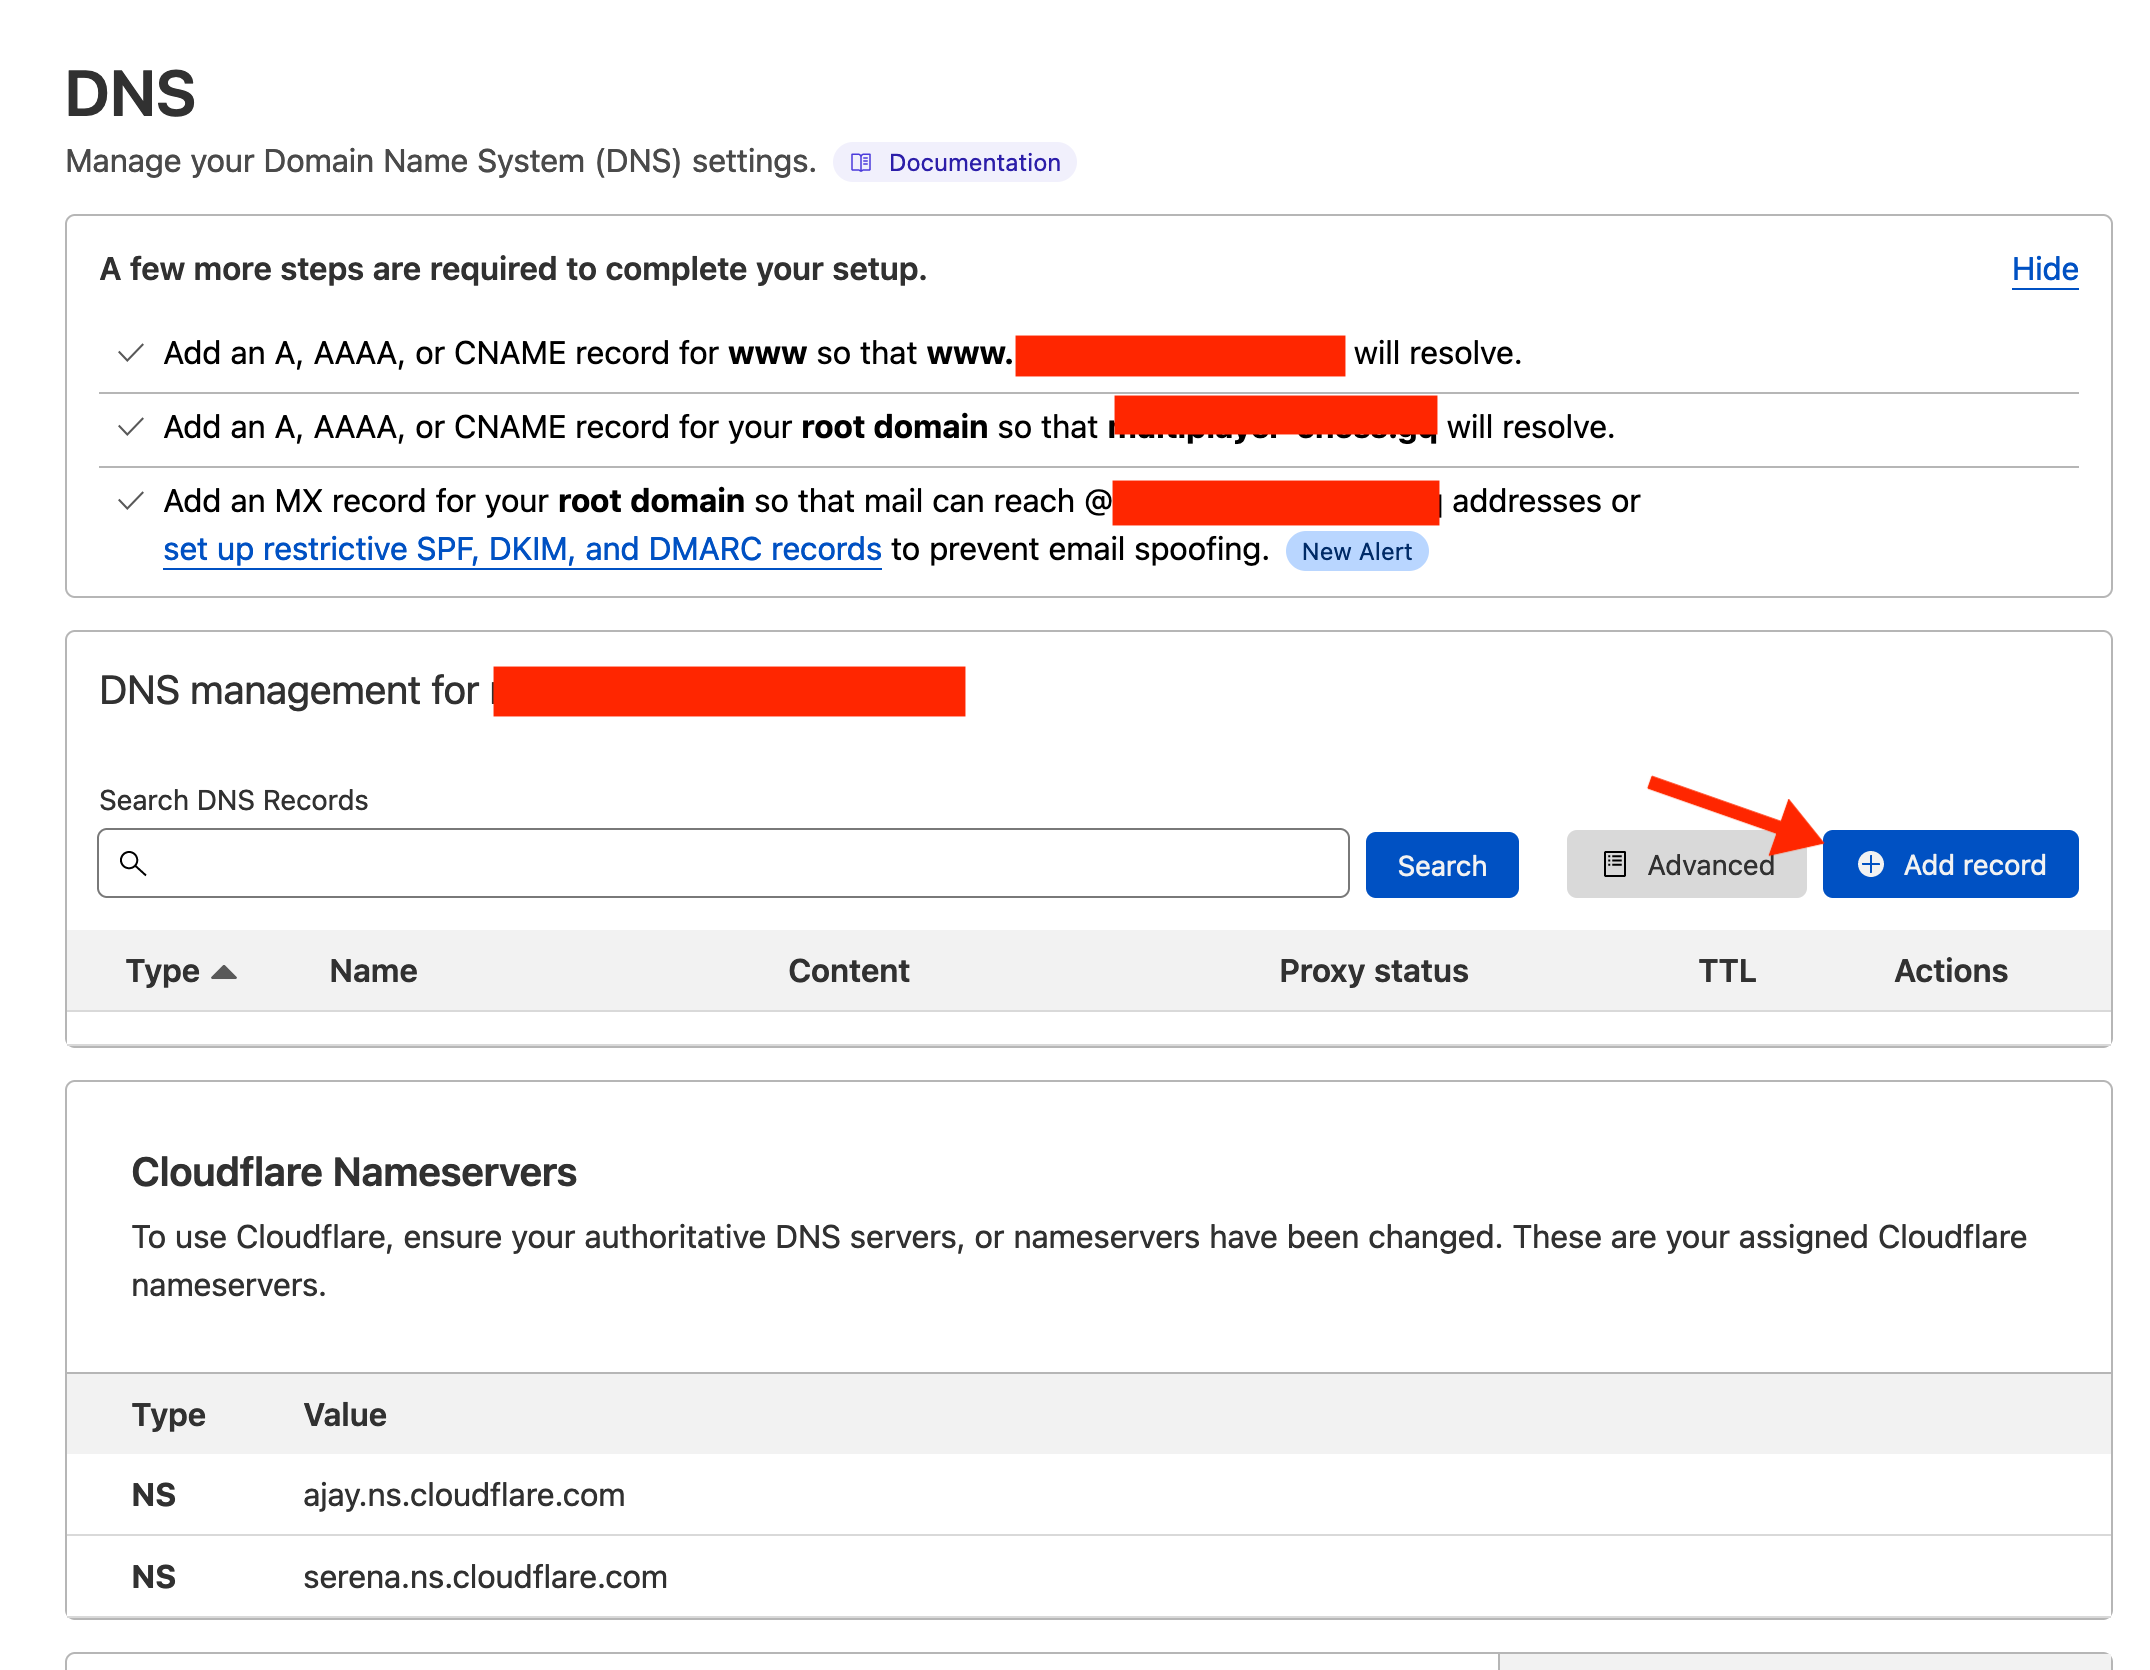 DNS
Manage your Domain Name System (DNS) settings. Documentation
A few more steps are required to complete your setup. Hide
Add an A, AAAA, or CNAME record for www so that www. will resolve.
Add an A, AAAA, or CNAME record for your root domain so that will resolve.
Add an MX record for your root domain so that mail can reach @ addresses or
set up restrictive SPF, DKIM, and DMARC records to prevent email spoofing. New Alert
DNS management for
Search DNS Records
Search Advanced Add record
Type Name Content Proxy status TTL Actions
Cloudflare Nameservers
To use Cloudflare, ensure your authoritative DNS servers, or nameservers have been changed. These are your assigned Cloudflare
nameservers.
Type Value
NS ajay.ns.cloudflare.com
NS serena.ns.cloudflare.com